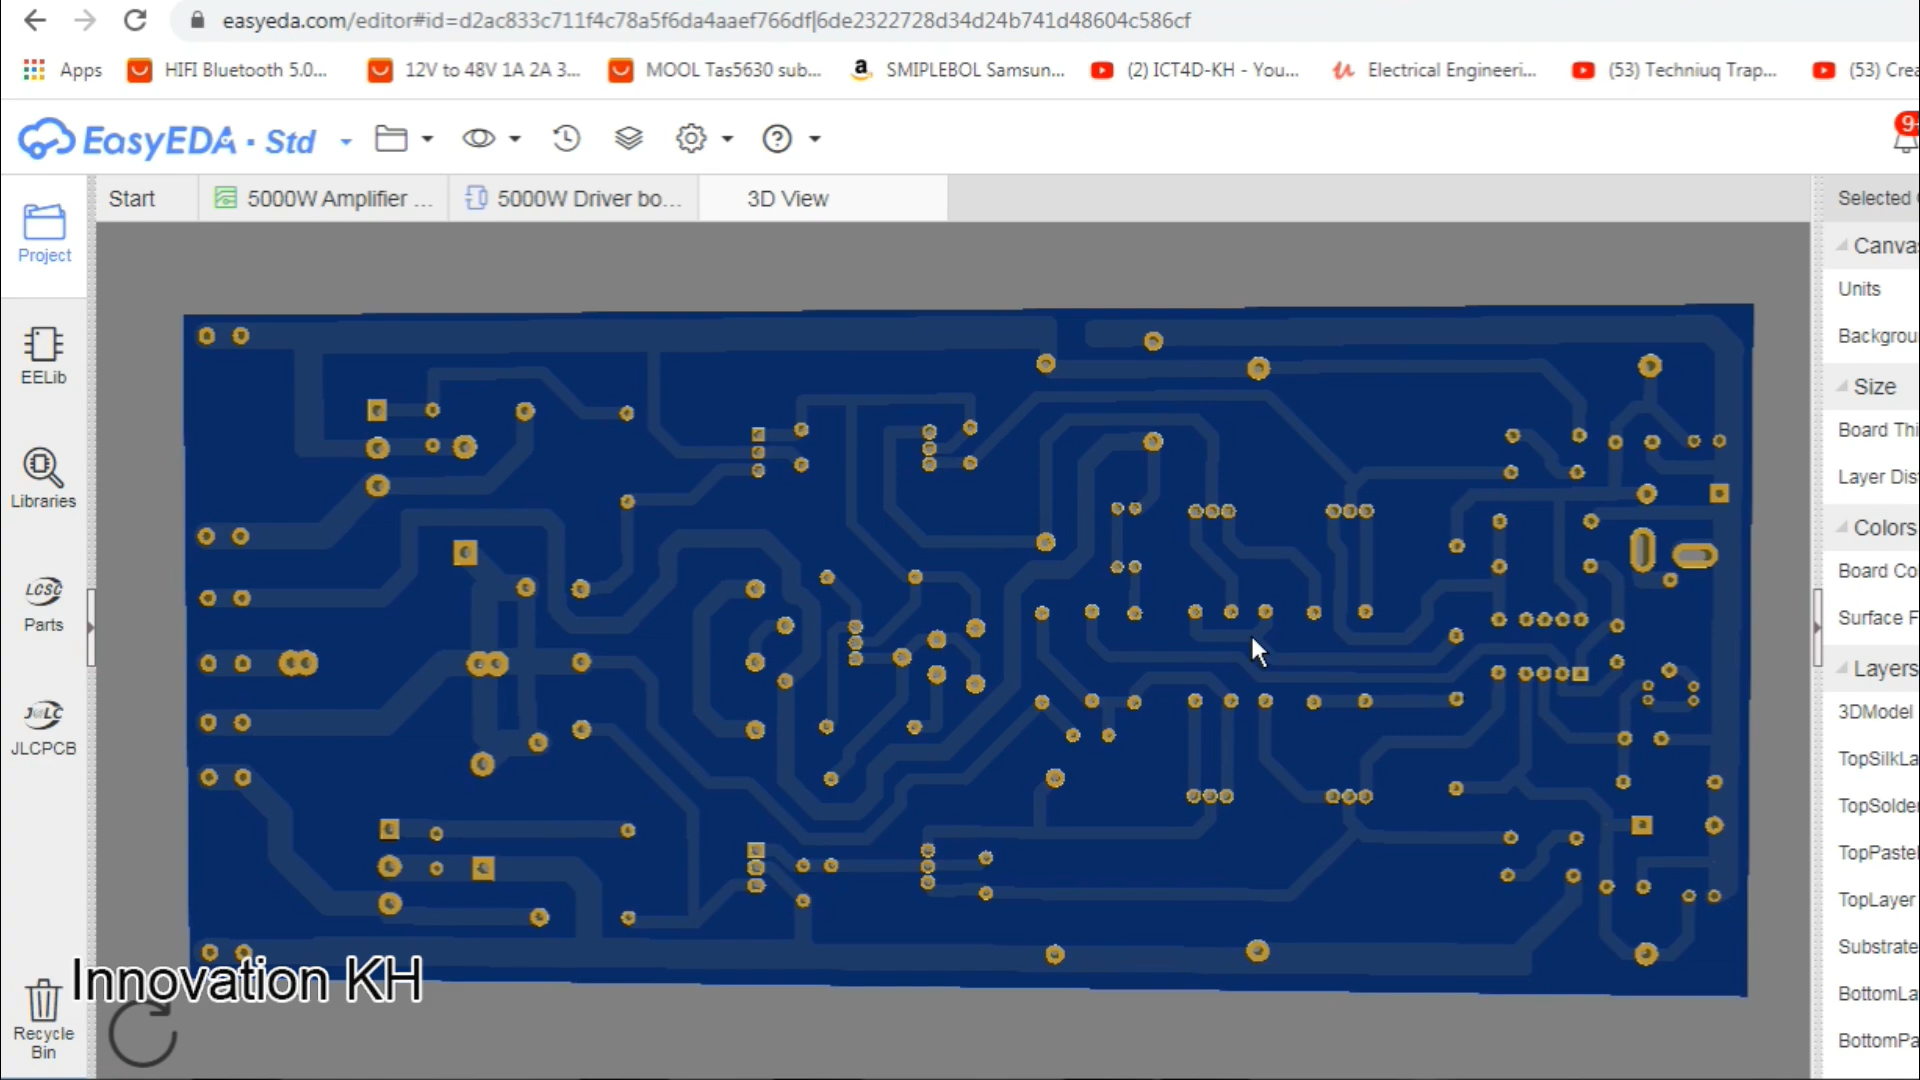 easyeda.com/editor#id=d2ac833c711f4c78a5f6da4aaef766df|6de2322728d34d24b741d48604c586cf
Apps HIFI Bluetooth 5.0... 12V to 48V 1A 2A 3... MOOL Tas5630 sub... a SMIPLEBOL Samsun... (2) ICT4D-KH - You... Electrical Engineeri... (53) Techniuq Trap... (53) Crea
EasyEDA · Std ? 9
Start 5000W Amplifier ... 5000W Driver bo... 3D View Selected
Project
EELib
Libraries
LCSC
Parts
J@LC
JLCPCB
Recycle
Bin
Canva
Units
Backgrou
Size
Board Thi
Layer Dis
Colors
Board Co
Surface F
Layers
3DModel
TopSilkLa
TopSolde
TopPaste
TopLayer
Substrate
BottomLa
BottomPa
Innovation KH